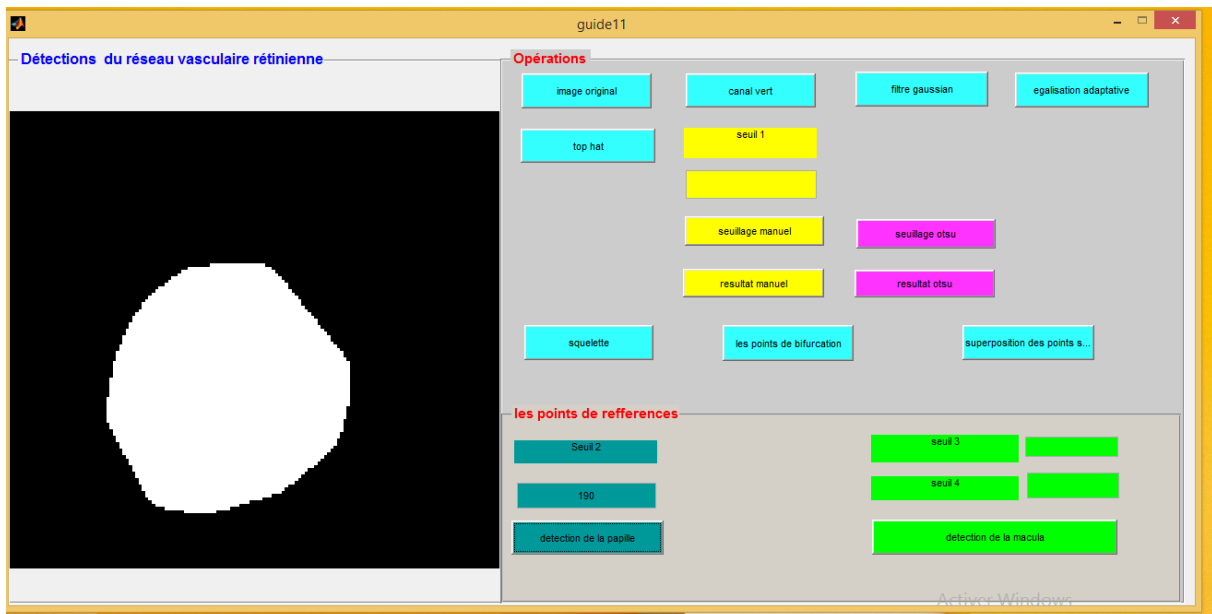 guide11
Détections du réseau vasculaire rétinienne
Opérations
image original
canal vert
filtre gaussian
egalisation adaptative
top hat
seuil 1
seuillage manuel
seuillage otsu
resultat manuel
resultat otsu
squelette
les points de bifurcation
superposition des points s...
les points de refferences
Seuil 2
seuil 3
190
seuil 4
detection de la papille
detection de la macula
Activer Windows